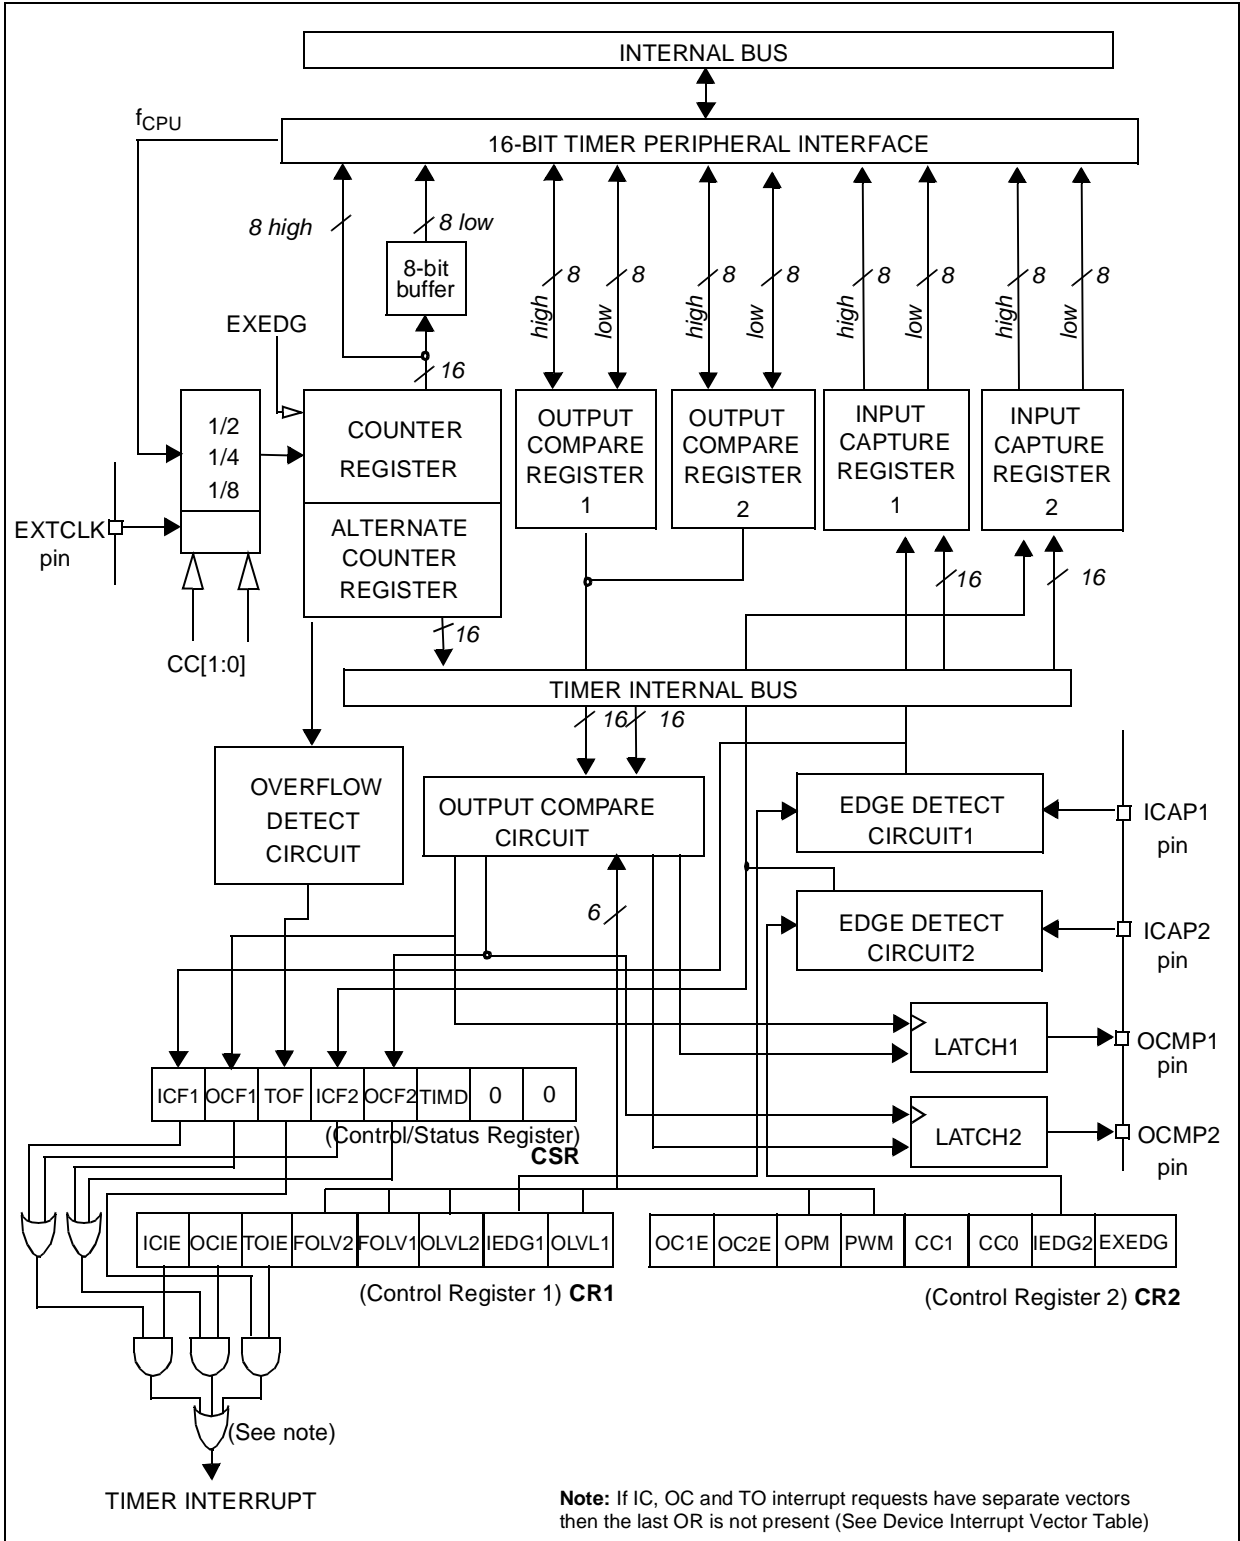 INTERNAL BUS
fCPU
16-BIT TIMER PERIPHERAL INTERFACE
8 high
8 low
8-bit
buffer
8
8
8
8
8
8
8
8
high
low
high
low
high
low
high
low
EXEDG
16
1/2
1/4
1/8
COUNTER
REGISTER
ALTERNATE
COUNTER
REGISTER
OUTPUT
COMPARE
REGISTER
1
OUTPUT
COMPARE
REGISTER
2
INPUT
CAPTURE
REGISTER
1
INPUT
CAPTURE
REGISTER
2
EXTCLK
pin
16
16
16
CC[1:0]
TIMER INTERNAL BUS
16
16
OVERFLOW
DETECT
CIRCUIT
OUTPUT COMPARE
CIRCUIT
EDGE DETECT
CIRCUIT1
ICAP1
pin
6
EDGE DETECT
CIRCUIT2
ICAP2
pin
LATCH1
OCMP1
pin
LATCH2
OCMP2
pin
ICF1 OCF1 TOF ICF2 OCF2 TIMD 0 0
(Control/Status Register)
CSR
ICIE OCIE TOIE FOLV2 FOLV1 OLVL2 IEDG1 OLVL1
OC1E OC2E OPM PWM CC1 CC0 IEDG2 EXEDG
(Control Register 1) CR1
(Control Register 2) CR2
(See note)
TIMER INTERRUPT
Note: If IC, OC and TO interrupt requests have separate vectors
then the last OR is not present (See Device Interrupt Vector Table)